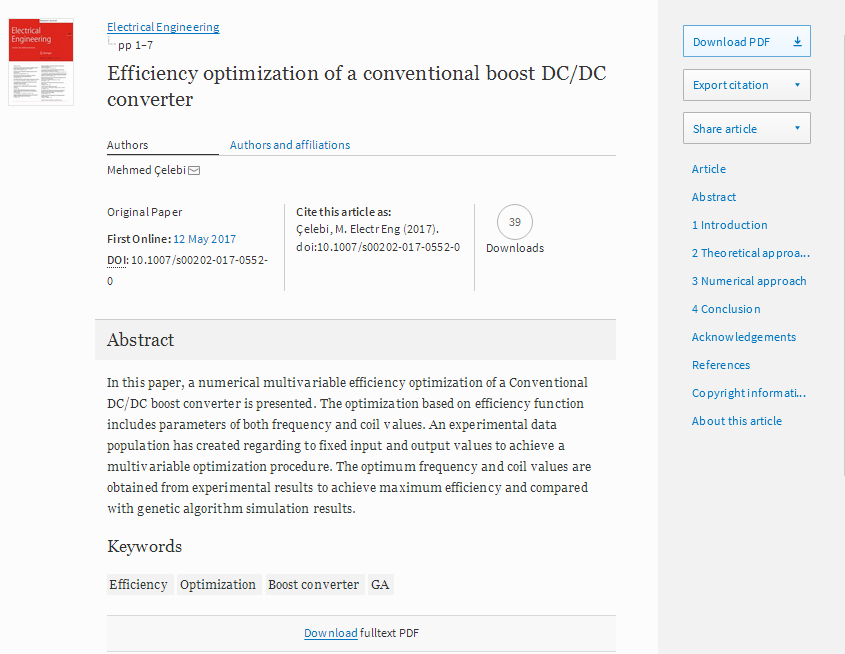 Electrical
Engineering
Electrical Engineering
pp 1–7
Efficiency optimization of a conventional boost DC/DC
converter
Authors
Authors and affiliations
Mehmed Çelebi
Original Paper
First Online: 12 May 2017
DOI: 10.1007/s00202-017-0552-
0
Cite this article as:
Çelebi, M. Electr Eng (2017).
doi:10.1007/s00202-017-0552-0
39
Downloads
Abstract
In this paper, a numerical multivariable efficiency optimization of a Conventional
DC/DC boost converter is presented. The optimization based on efficiency function
includes parameters of both frequency and coil values. An experimental data
population has created regarding to fixed input and output values to achieve a
multivariable optimization procedure. The optimum frequency and coil values are
obtained from experimental results to achieve maximum efficiency and compared
with genetic algorithm simulation results.
Keywords
Efficiency Optimization Boost converter GA
Download fulltext PDF
Download PDF
Export citation
Share article
Article
Abstract
1 Introduction
2 Theoretical approa...
3 Numerical approach
4 Conclusion
Acknowledgements
References
Copyright informati...
About this article